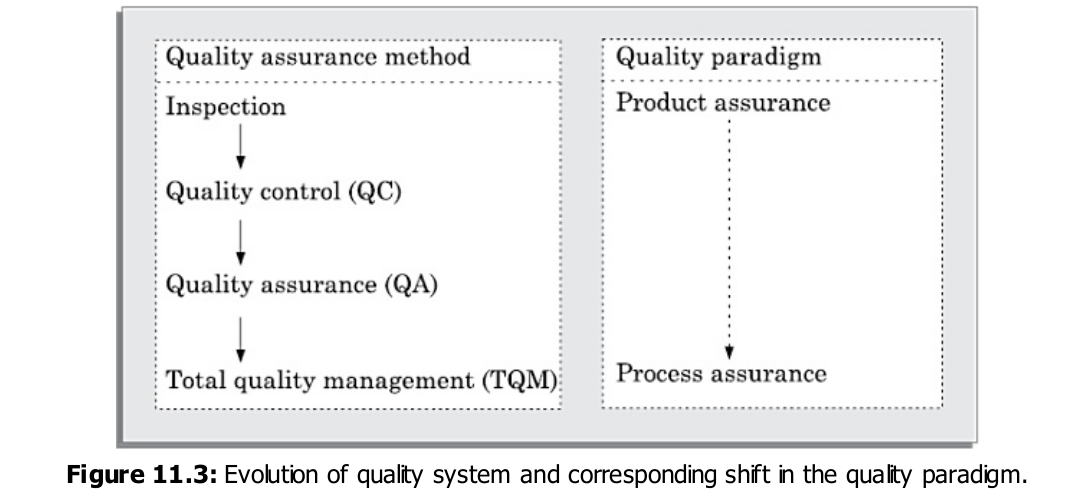 Quality assurance method
Inspection
Quality control (QC)
Quality assurance (QA)
Total quality management (TQM)
Quality paradigm
Product assurance
Process assurance
Figure 11.3: Evolution of quality system and corresponding shift in the quality paradigm.